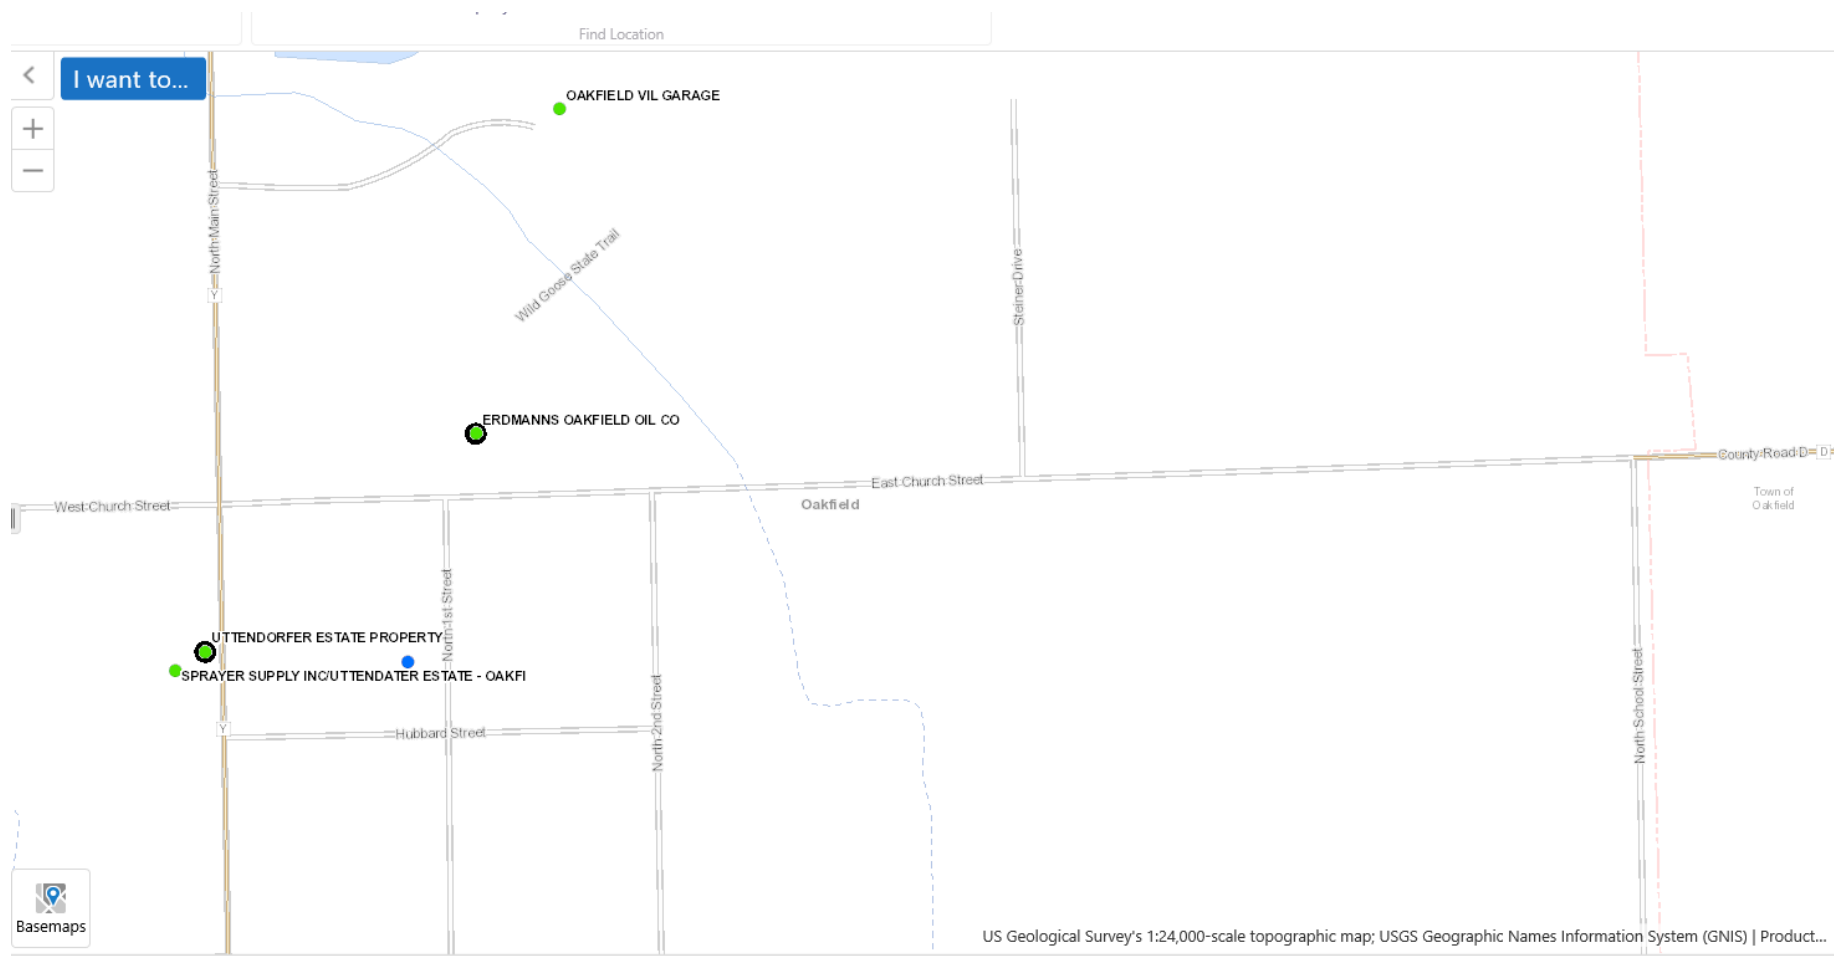 Find Location
I want to...
OAKFIELD VIL GARAGE
North Main Street
Y
Wild Goose State Trail
Steiner Drive
ERDMANNS OAKFIELD OIL CO
West Church Street
East Church Street
County Road D
D
Oakfield
Town of
Oakfield
UTTENDORFER ESTATE PROPERTY
North 1st Street
SPRAYER SUPPLY INC/UTTENDATER ESTATE - OAKFI
Y
Hubbard Street
North 2nd Street
North School Street
Basemaps
US Geological Survey's 1:24,000-scale topographic map; USGS Geographic Names Information System (GNIS) | Product...